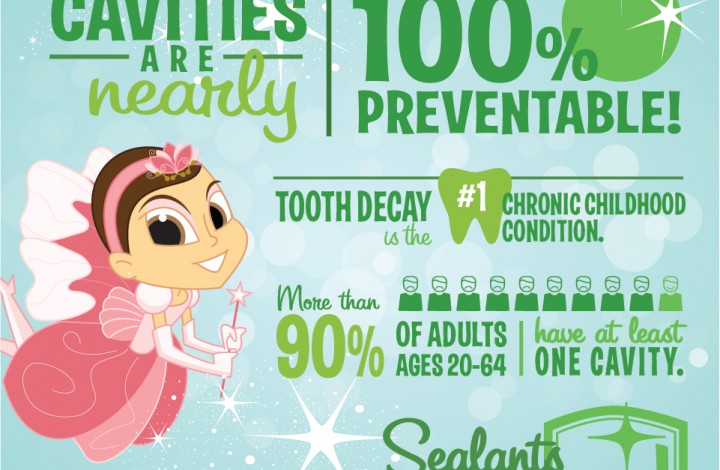 CAVITIES
ARE
nearly
100%
PREVENTABLE!
TOOTH DECAY
is the
#1
CHRONIC CHILDHOOD
CONDITION.
More than
90%
OF ADULTS
AGES 20-64
have at least
ONE CAVITY.
Sealants